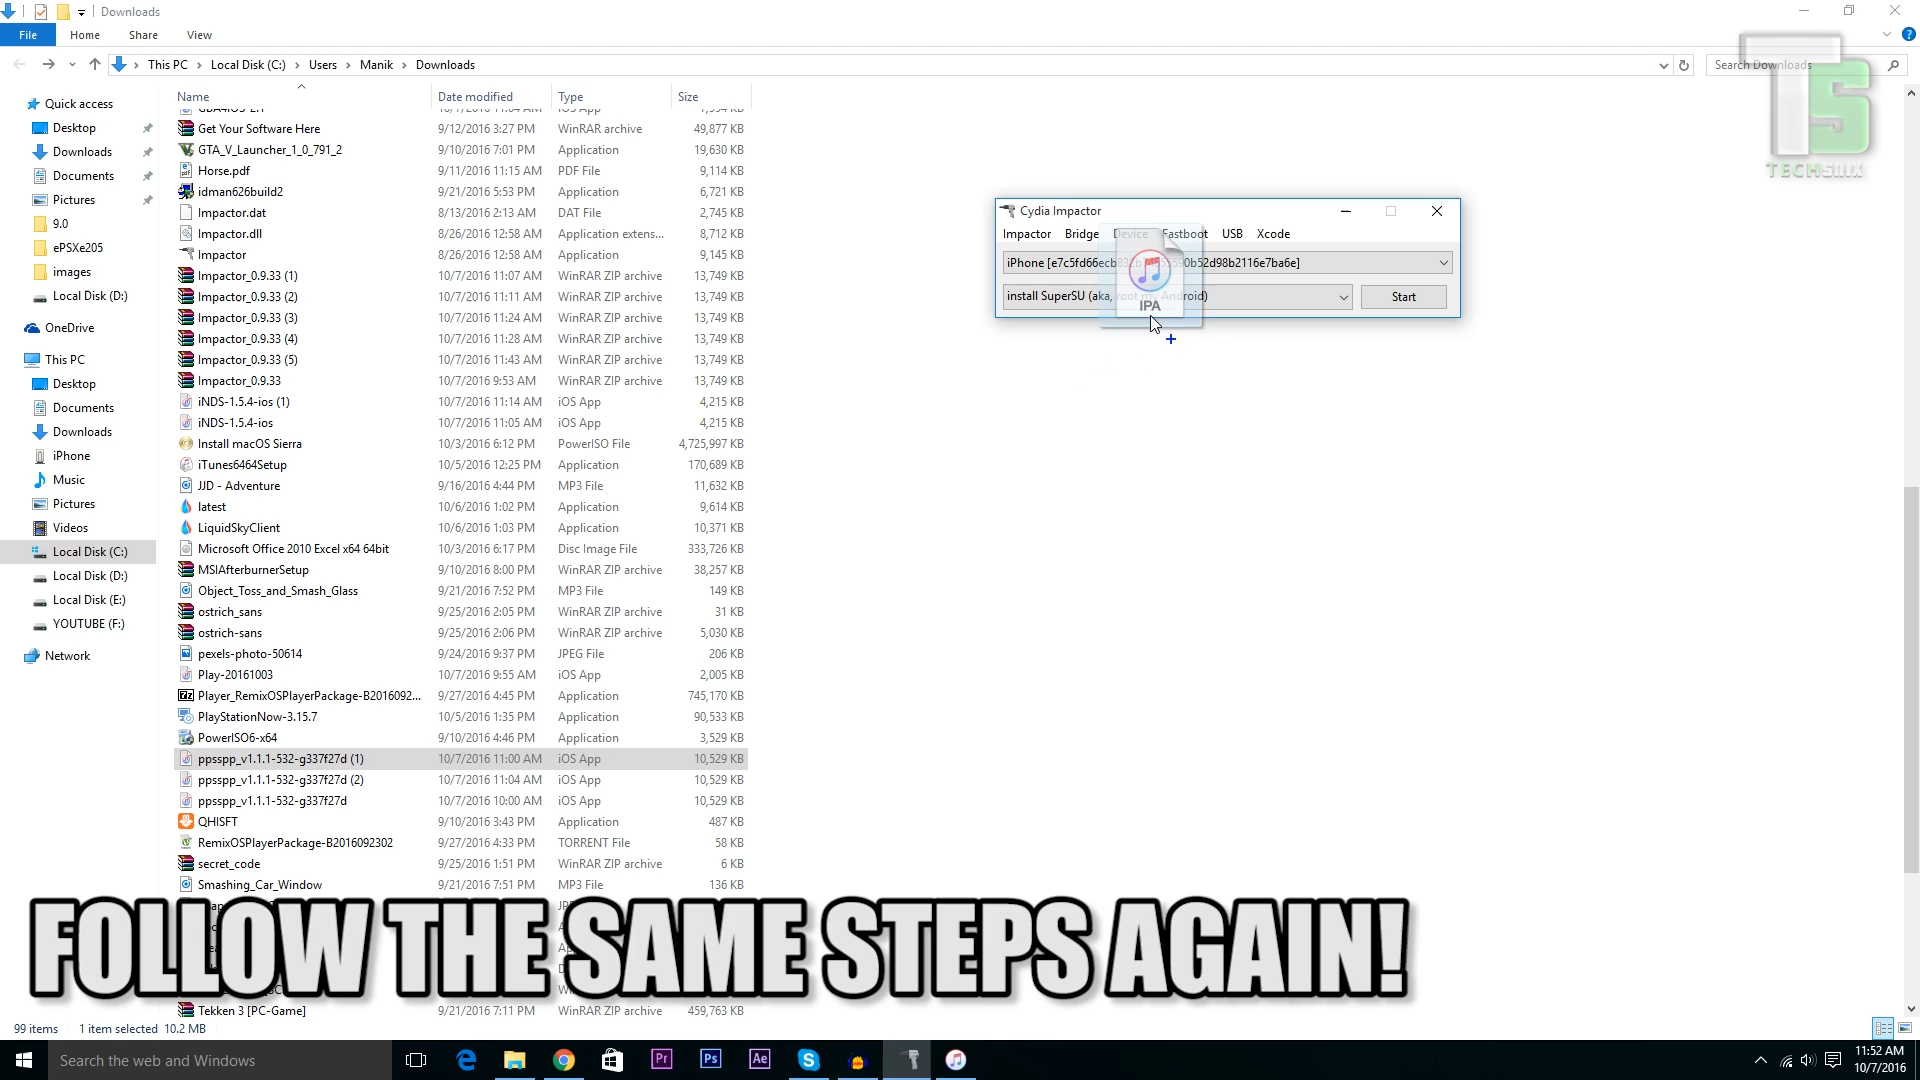 Downloads
File Home Share View
This PC Local Disk (C:) Users Manik Downloads
Search Downloads
TS
TECH
Name Date modified Type Size
Get Your Software Here 9/12/2016 3:27 PM WinRAR archive 49,877 KB
GTA_V_Launcher_1_0_791_2 9/10/2016 7:01 PM Application 19,630 KB
Horse.pdf 9/11/2016 11:15 AM PDF File 9,114 KB
idman626build2 9/21/2016 5:53 PM Application 6,721 KB
Impactor.dat 8/13/2016 2:13 AM DAT File 2,745 KB
Impactor.dll 8/26/2016 12:58 AM Application extens... 8,712 KB
Impactor 8/26/2016 12:58 AM Application 9,145 KB
Impactor_0.9.33 (1) 10/7/2016 11:07 AM WinRAR ZIP archive 13,749 KB
Impactor_0.9.33 (2) 10/7/2016 11:11 AM WinRAR ZIP archive 13,749 KB
Impactor_0.9.33 (3) 10/7/2016 11:24 AM WinRAR ZIP archive 13,749 KB
Impactor_0.9.33 (4) 10/7/2016 11:28 AM WinRAR ZIP archive 13,749 KB
Impactor_0.9.33 (5) 10/7/2016 11:43 AM WinRAR ZIP archive 13,749 KB
Impactor_0.9.33 10/7/2016 9:53 AM WinRAR ZIP archive 13,749 KB
iNDS-1.5.4-ios (1) 10/7/2016 11:14 AM iOS App 4,215 KB
iNDS-1.5.4-ios 10/7/2016 11:05 AM iOS App 4,215 KB
Install macOS Sierra 10/3/2016 6:12 PM PowerISO File 4,725,997 KB
iTunes6464Setup 10/5/2016 12:25 PM Application 170,689 KB
JJD - Adventure 9/16/2016 4:44 PM MP3 File 11,632 KB
latest 10/6/2016 1:02 PM Application 9,614 KB
LiquidSkyClient 10/6/2016 1:03 PM Application 10,371 KB
Microsoft Office 2010 Excel x64 64bit 10/3/2016 6:17 PM Disc Image File 333,726 KB
MSIAfterburnerSetup 9/10/2016 8:00 PM WinRAR ZIP archive 38,257 KB
Object_Toss_and_Smash_Glass 9/21/2016 7:52 PM MP3 File 149 KB
ostrich_sans 9/25/2016 2:05 PM WinRAR ZIP archive 31 KB
ostrich-sans 9/25/2016 2:06 PM WinRAR ZIP archive 5,030 KB
pexels-photo-50614 9/24/2016 9:37 PM JPEG File 206 KB
Play-20161003 10/7/2016 9:55 AM iOS App 2,005 KB
Player_RemixOSPlayerPackage-B2016092... 9/27/2016 4:45 PM Application 745,170 KB
PlayStationNow-3.15.7 10/5/2016 1:35 PM Application 90,533 KB
PowerISO6-x64 9/10/2016 4:46 PM Application 3,529 KB
ppsspp_v1.1.1-532-g337f27d (1) 10/7/2016 11:00 AM iOS App 10,529 KB
ppsspp_v1.1.1-532-g337f27d (2) 10/7/2016 11:04 AM iOS App 10,529 KB
ppsspp_v1.1.1-532-g337f27d 10/7/2016 10:00 AM iOS App 10,529 KB
QHISFT 9/10/2016 3:43 PM Application 487 KB
RemixOSPlayerPackage-B2016092302 9/27/2016 4:33 PM TORRENT File 58 KB
secret_code 9/25/2016 1:51 PM WinRAR ZIP archive 6 KB
Smashing_Car_Window 9/21/2016 7:51 PM MP3 File 136 KB
Tekken 3 [PC-Game] 9/21/2016 7:11 PM WinRAR ZIP archive 459,763 KB
Quick access
Desktop
Downloads
Documents
Pictures
9.0
ePSXe205
images
Local Disk (D:)
OneDrive
This PC
Desktop
Documents
Downloads
iPhone
Music
Pictures
Videos
Local Disk (C:)
Local Disk (D:)
Local Disk (E:)
YOUTUBE (F:)
Network
Cydia Impactor
Impactor Bridge Device Fastboot USB Xcode
iPhone
install SuperSU (aka, root my Android) Start
IPA
FOLLOW THE SAME STEPS AGAIN!
99 items 1 item selected 10.2 MB
Search the web and Windows
Pr Ps Ae
11:52 AM
10/7/2016